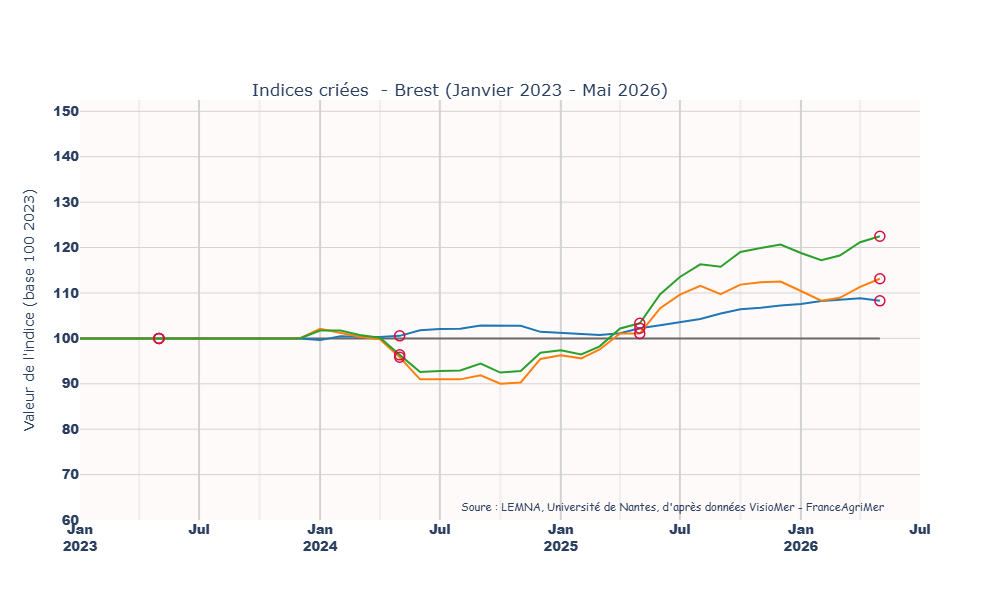 Indices criées - Brest (Janvier 2023 - Mai 2026)
Valeur de l'indice (base 100 2023)
150
140
130
120
110
100
90
80
70
60
Soure : LEMNA, Université de Nantes, d'après données VisioMer - FranceAgriMer
Jan Jul Jan Jul Jan Jul Jan Jul
2023 2024 2025 2026